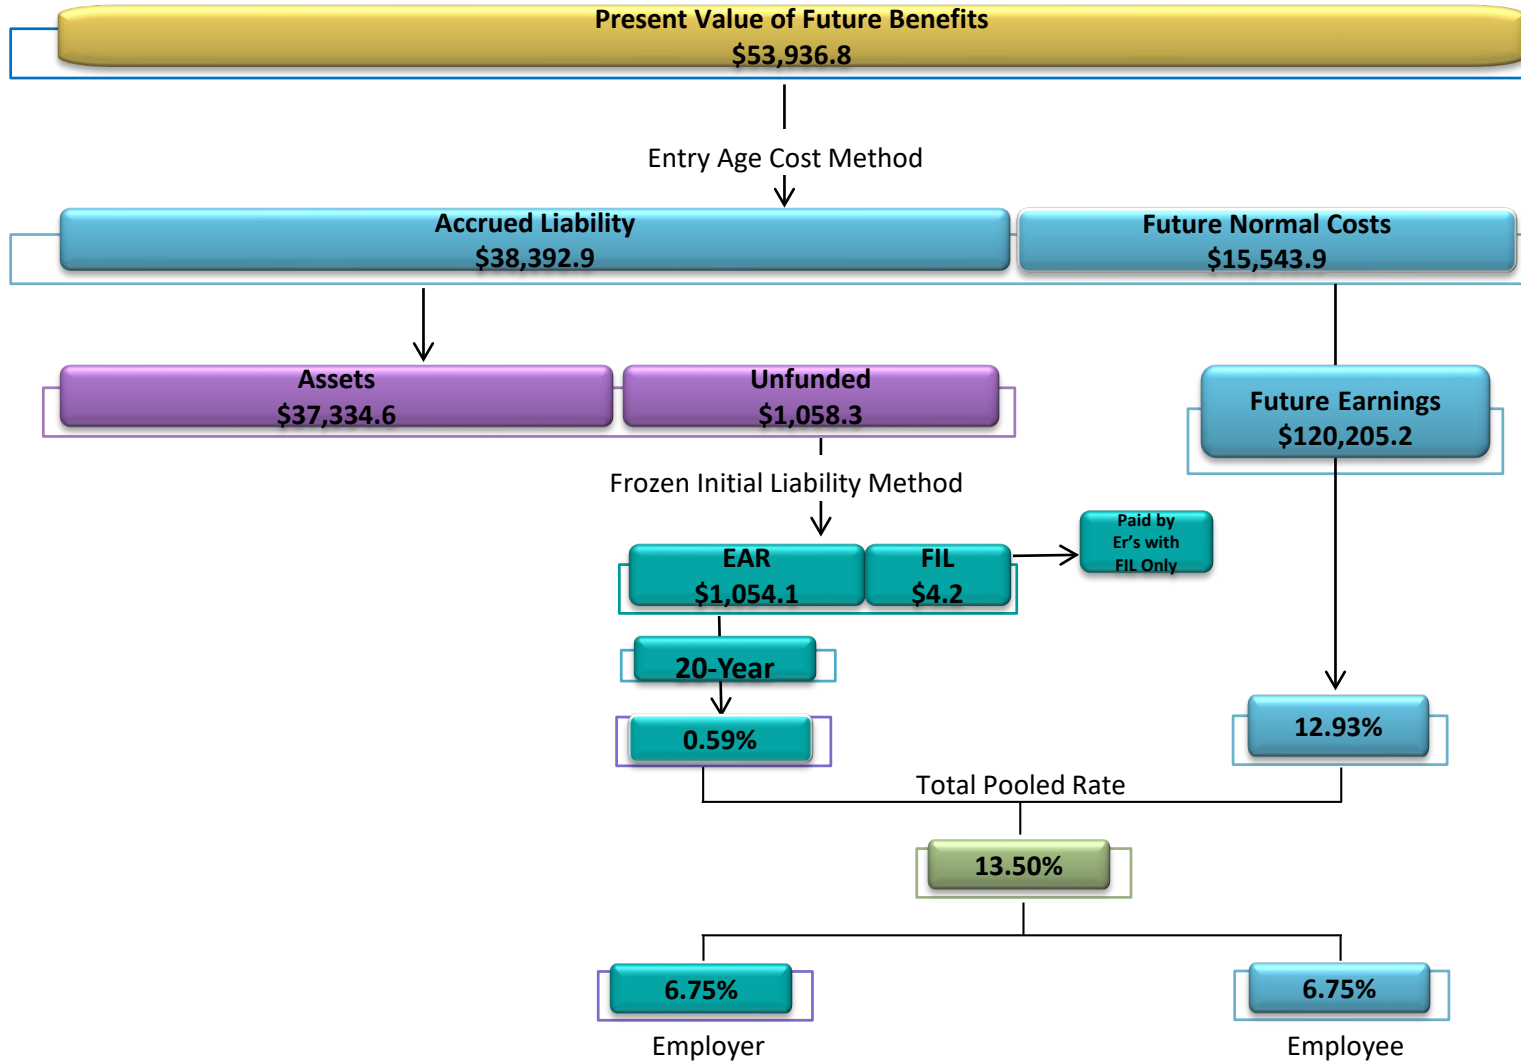 Present Value of Future Benefits
$53,936.8
Entry Age Cost Method
Accrued Liability
$38,392.9
Future Normal Costs
$15,543.9
Assets
$37,334.6
Unfunded
$1,058.3
Future Earnings
$120,205.2
Frozen Initial Liability Method
EAR
$1,054.1
FIL
$4.2
Paid by
Er's with
FIL Only
20-Year
0.59%
12.93%
Total Pooled Rate
13.50%
6.75%
Employer
6.75%
Employee